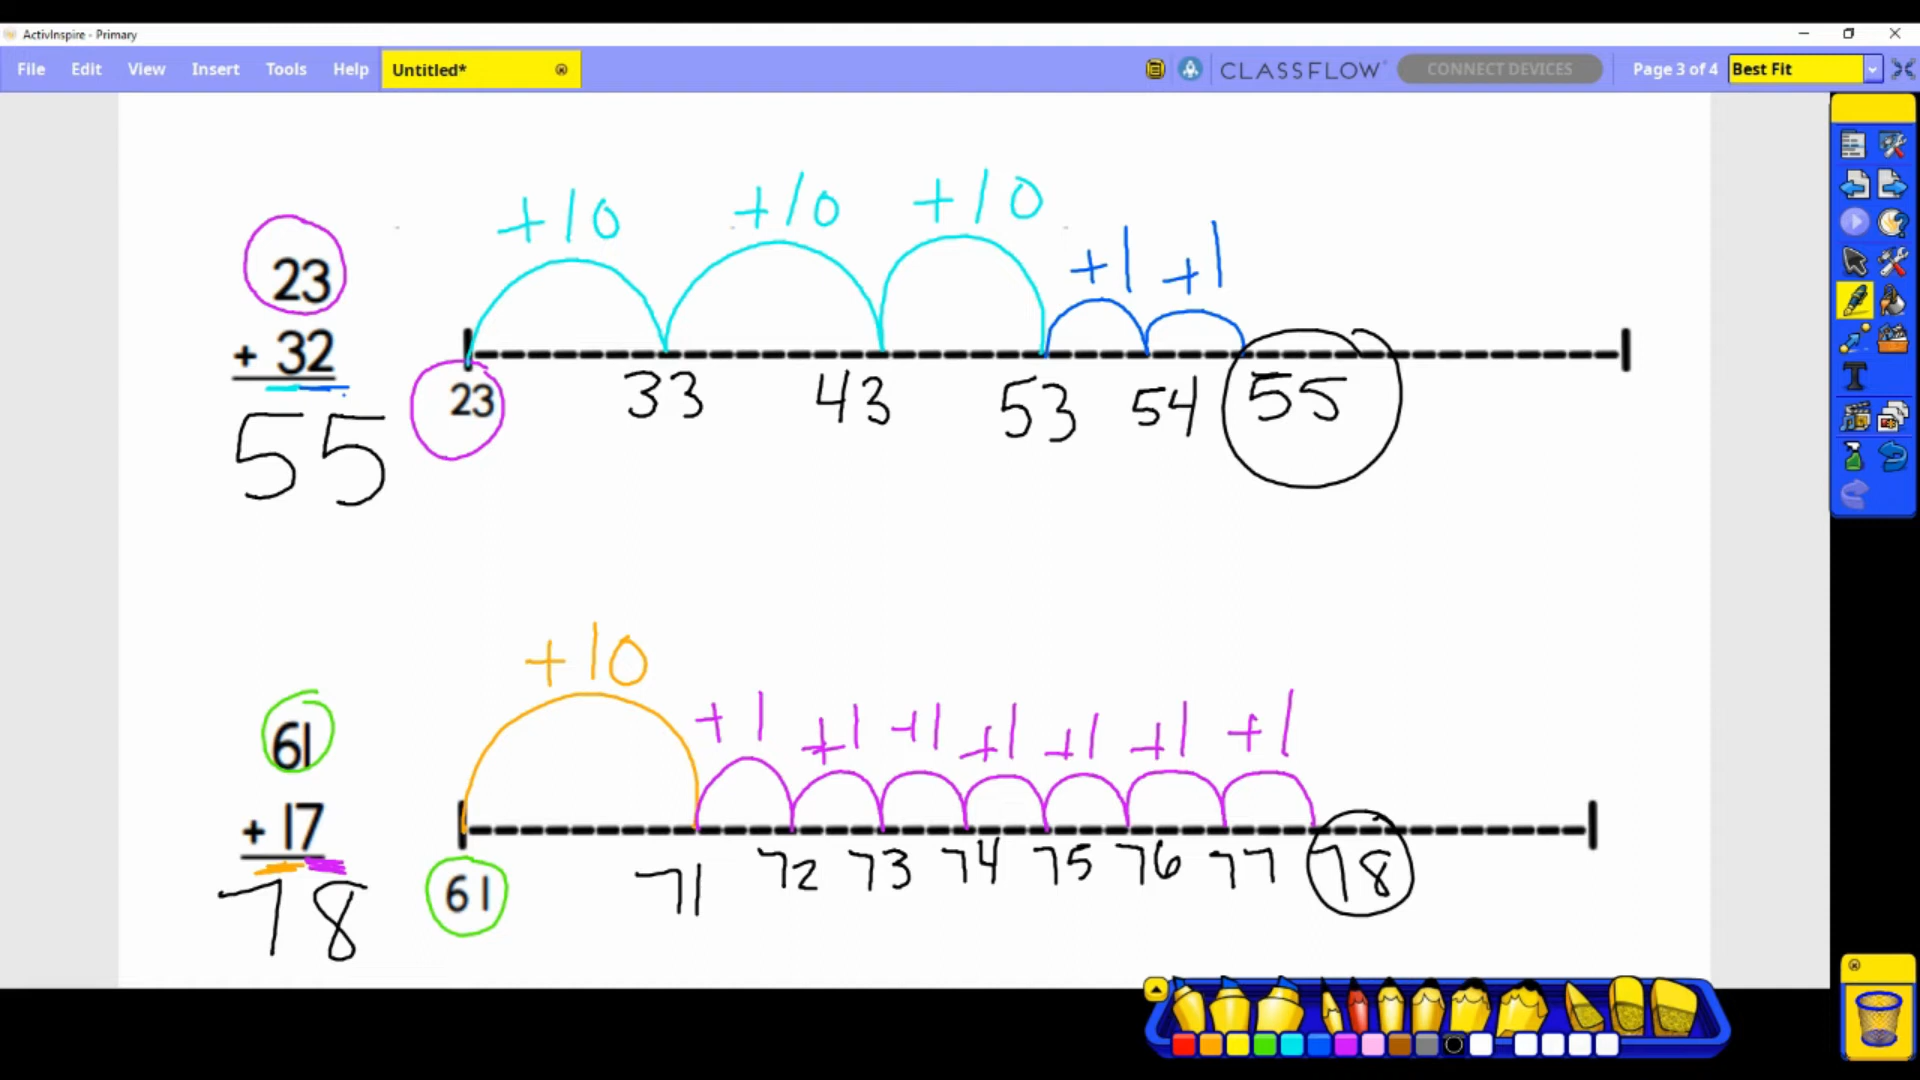 ActivInspire - Primary
File Edit View Insert Tools Help Untitled* CLASSFLOW CONNECT DEVICES Page 3 of 4 Best Fit
+10 +10 +10 +1 +1
23
+ 32
55
23 33 43 53 54 55
+10 +1 +1 +1 +1 +1 +1 +1
61
+ 17
78
61 71 72 73 74 75 76 77 78